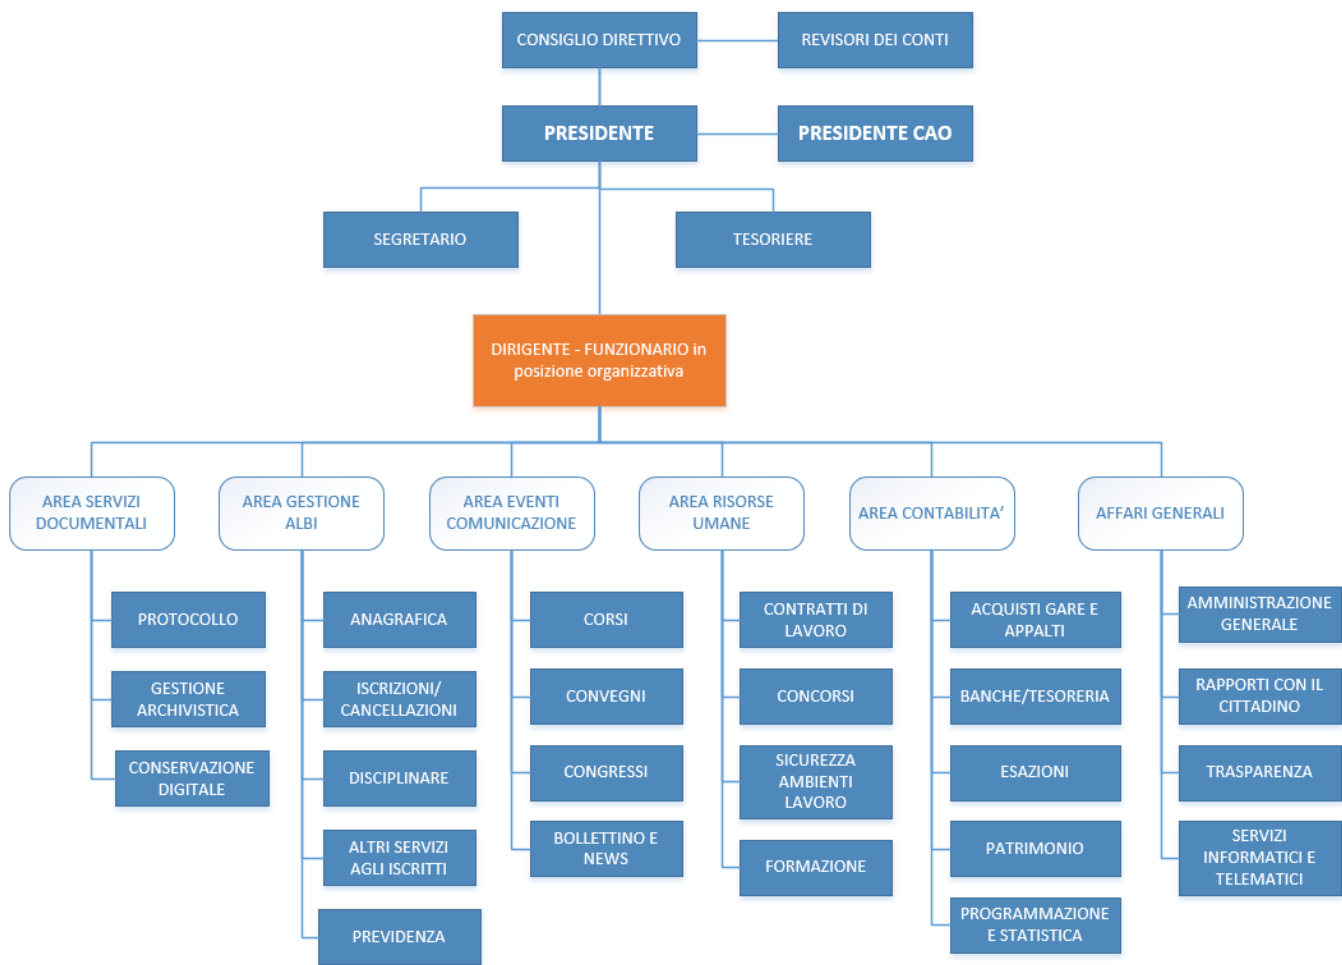 CONSIGLIO DIRETTIVO
REVISORI DEI CONTI
PRESIDENTE
PRESIDENTE CAO
SEGRETARIO
TESORIERE
DIRIGENTE - FUNZIONARIO in
posizione organizzativa
AREA SERVIZI
DOCUMENTALI
AREA GESTIONE
ALBI
AREA EVENTI
COMUNICAZIONE
AREA RISORSE
UMANE
AREA CONTABILITA'
AFFARI GENERALI
PROTOCOLLO
GESTIONE
ARCHIVISTICA
CONSERVAZIONE
DIGITALE
ANAGRAFICA
ISCRIZIONI/
CANCELLAZIONI
DISCIPLINARE
ALTRI SERVIZI
AGLI ISCRITTI
PREVIDENZA
CORSI
CONVEGNI
CONGRESSI
BOLLETTINO E
NEWS
CONTRATTI DI
LAVORO
CONCORSI
SICUREZZA
AMBIENTI
LAVORO
FORMAZIONE
ACQUISTI GARE E
APPALTI
BANCHE/TESORERIA
ESAZIONI
PATRIMONIO
PROGRAMMAZIONE
E STATISTICA
AMMINISTRAZIONE
GENERALE
RAPPORTI CON IL
CITTADINO
TRASPARENZA
SERVIZI
INFORMATICI E
TELEMATICI